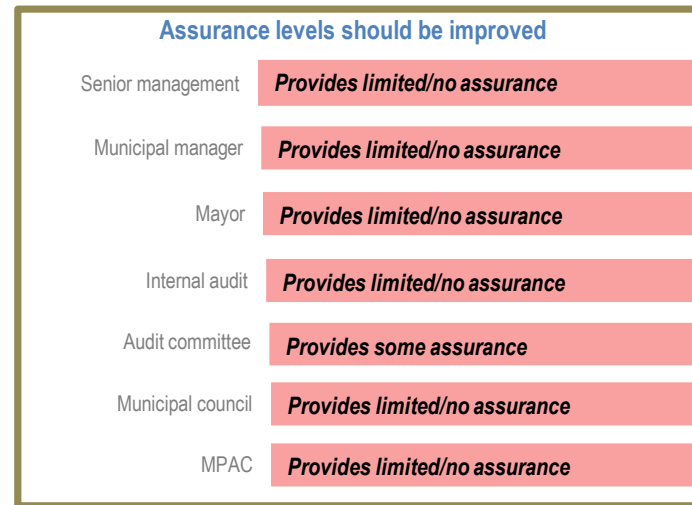 Assurance levels should be improved
Senior management Provides limited/no assurance
Municipal manager Provides limited/no assurance
Mayor Provides limited/no assurance
Internal audit Provides limited/no assurance
Audit committee Provides some assurance
Municipal council Provides limited/no assurance
MPAC Provides limited/no assurance